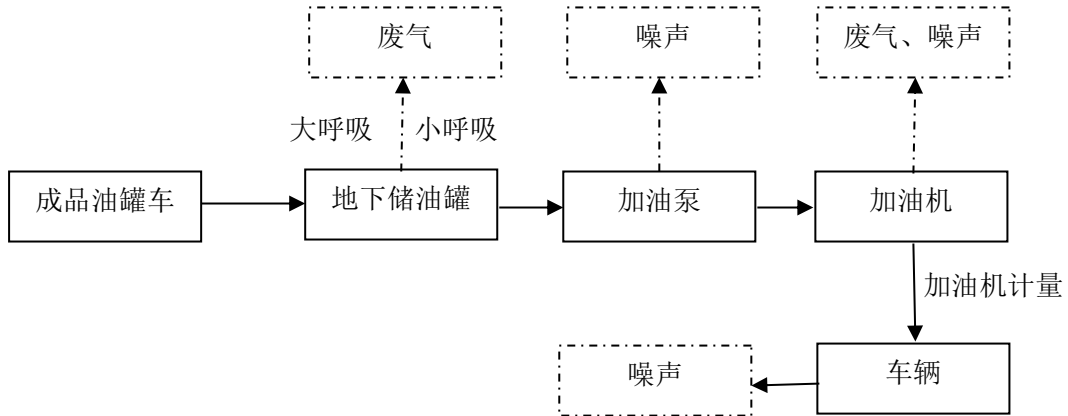 废气
噪声
废气、噪声
大呼吸
小呼吸
成品油罐车
地下储油罐
加油泵
加油机
加油机计量
噪声
车辆